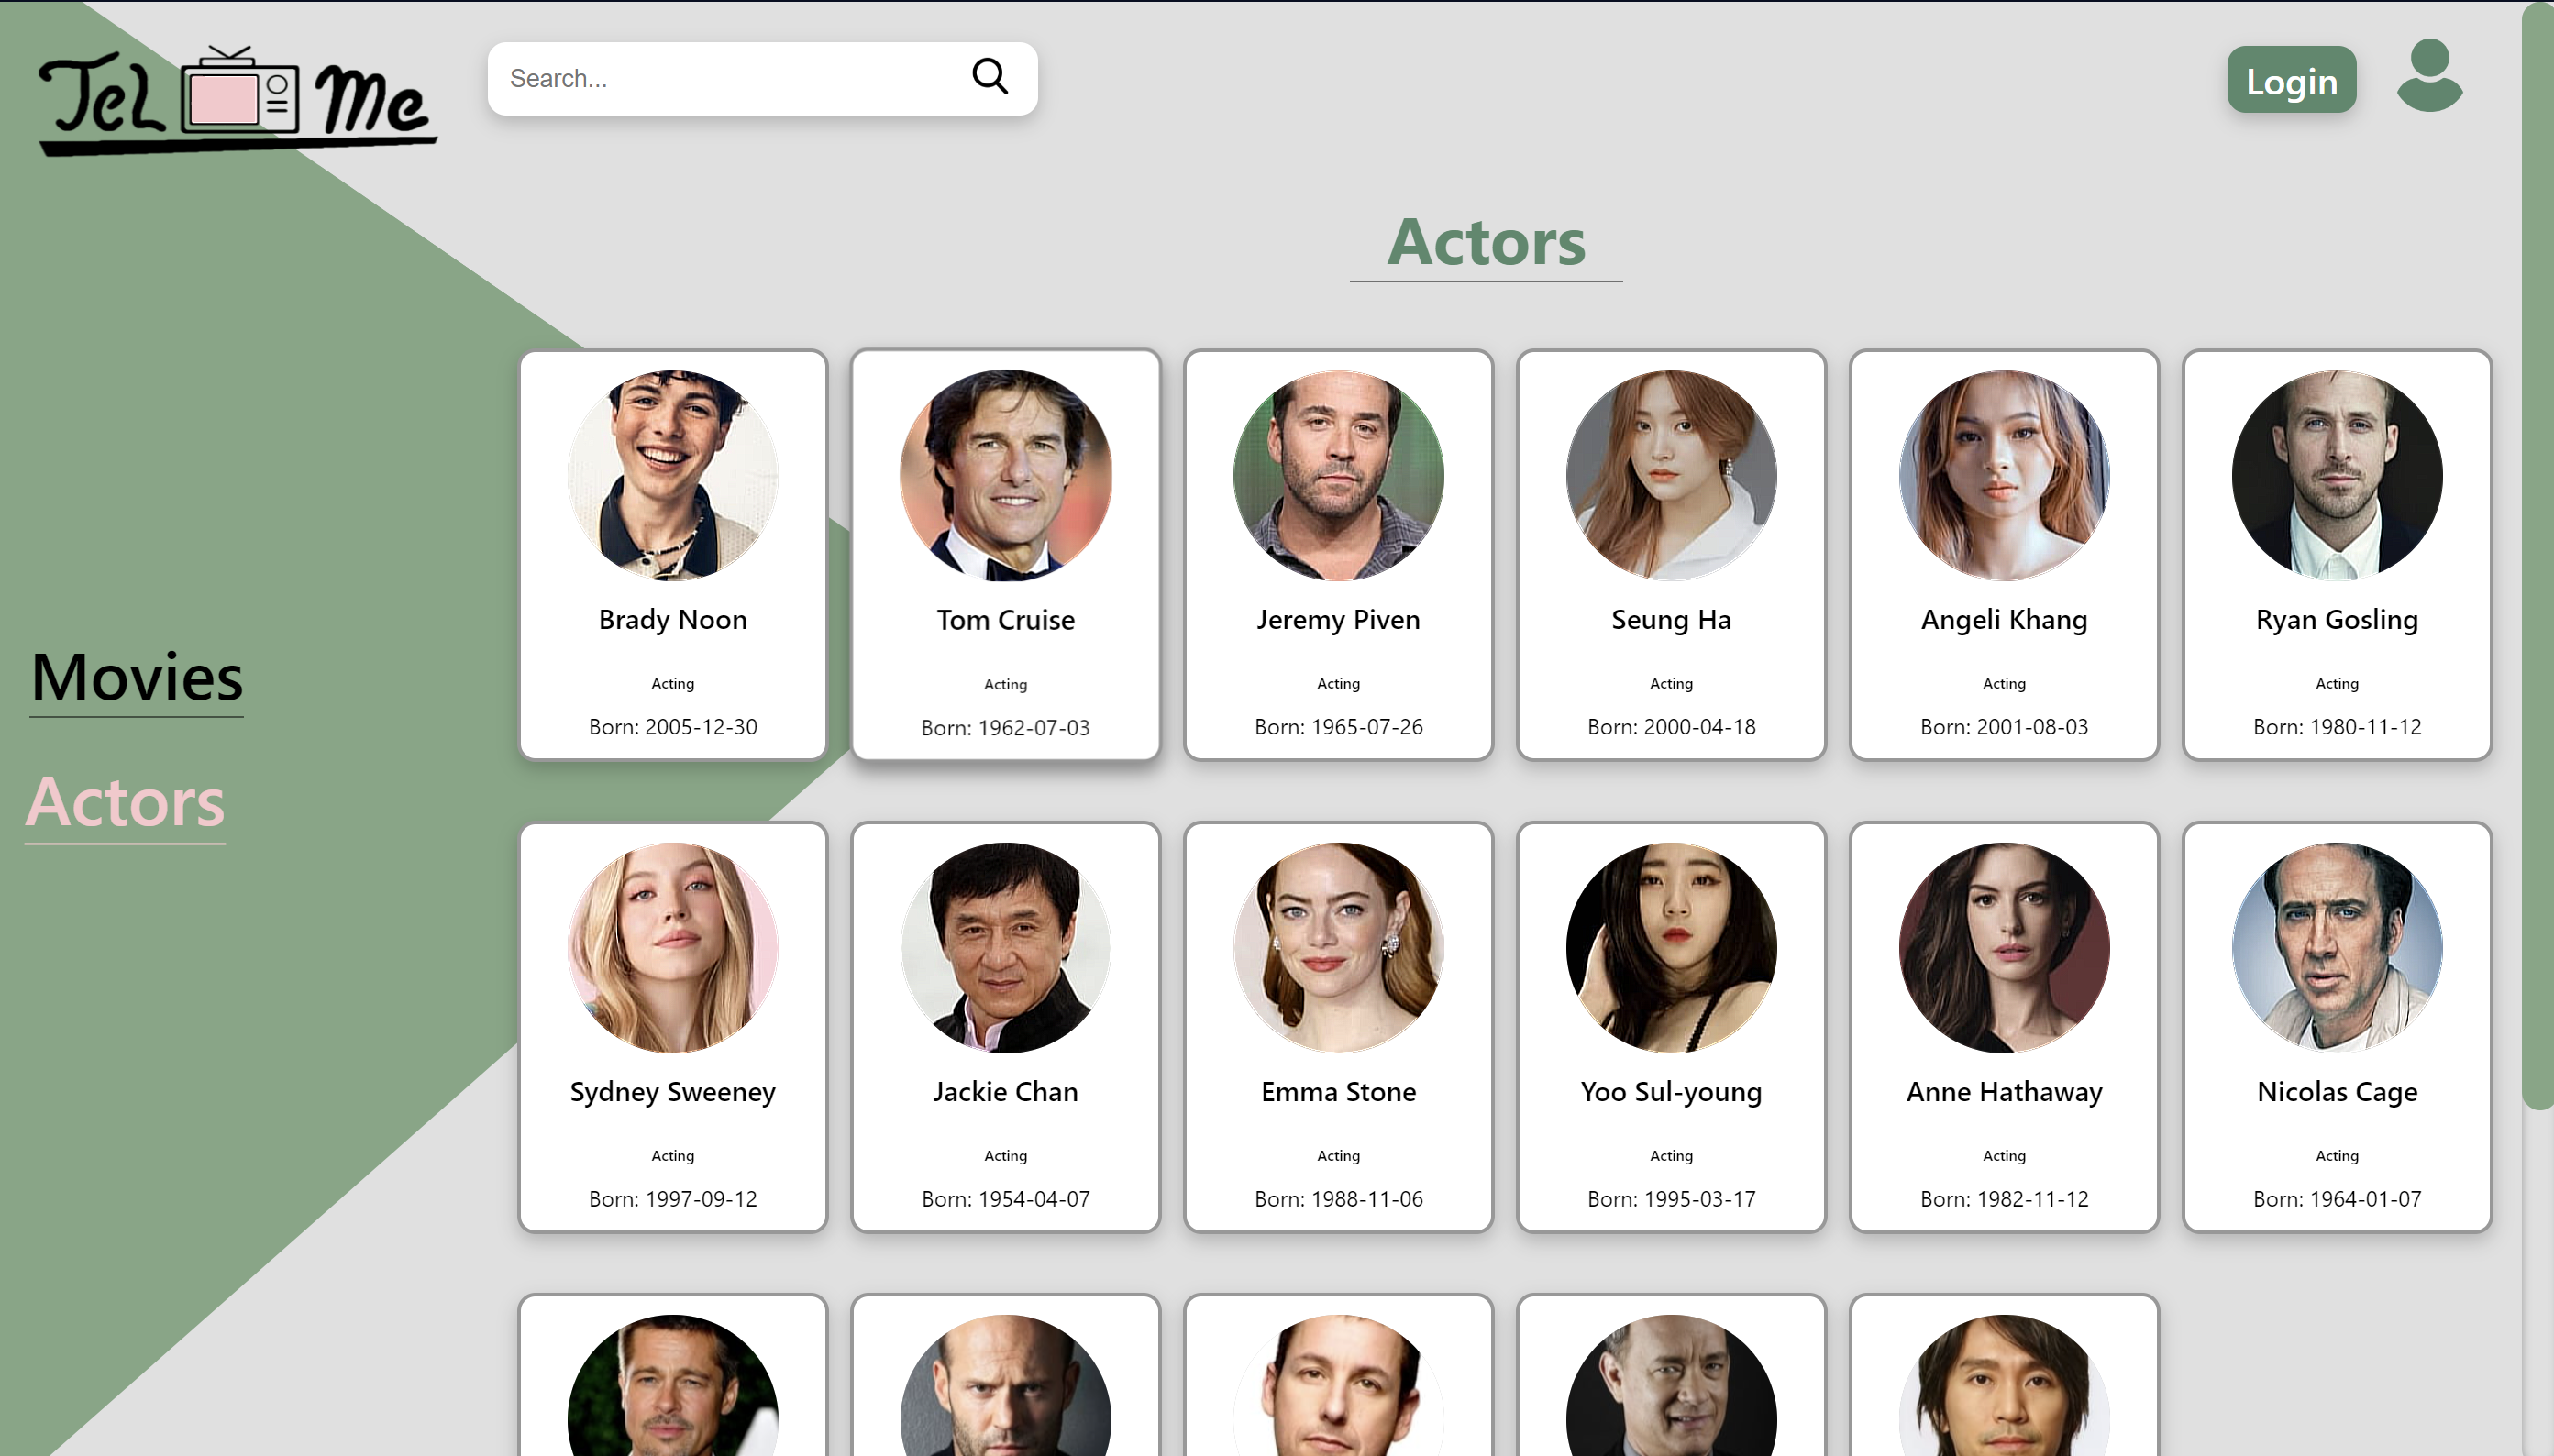 Tel Me
Search...
Login
Actors
Movies
Actors
Brady Noon
Acting
Born: 2005-12-30
Tom Cruise
Acting
Born: 1962-07-03
Jeremy Piven
Acting
Born: 1965-07-26
Seung Ha
Acting
Born: 2000-04-18
Angeli Khang
Acting
Born: 2001-08-03
Ryan Gosling
Acting
Born: 1980-11-12
Sydney Sweeney
Acting
Born: 1997-09-12
Jackie Chan
Acting
Born: 1954-04-07
Emma Stone
Acting
Born: 1988-11-06
Yoo Sul-young
Acting
Born: 1995-03-17
Anne Hathaway
Acting
Born: 1982-11-12
Nicolas Cage
Acting
Born: 1964-01-07